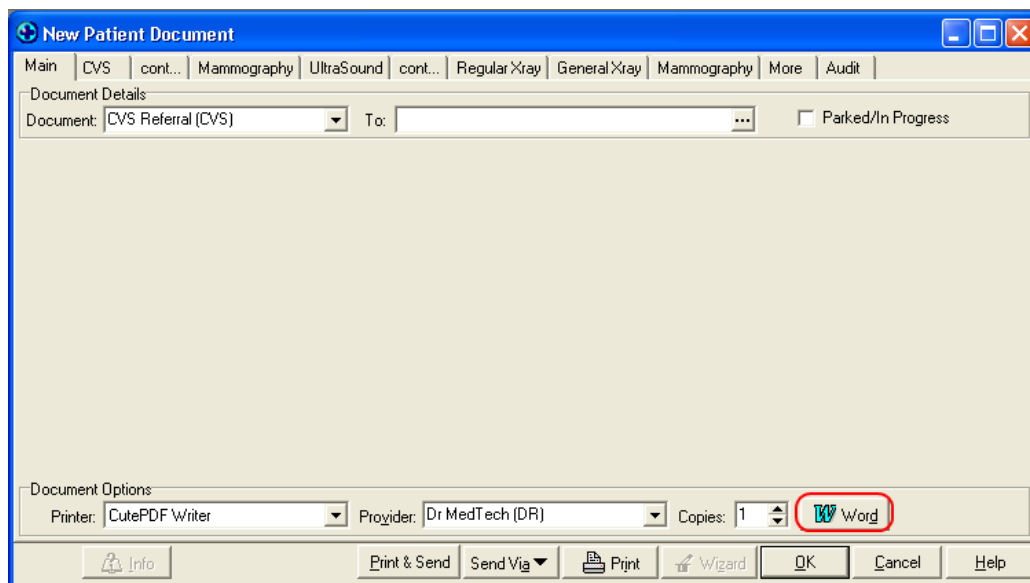 New Patient Document
Main CVS cont... Mammography UltraSound cont... Regular Xray General Xray Mammography More Audit
Document Details
Document: CVS Referral (CVS) To: ... Parked/In Progress
Document Options
Printer: CutePDF Writer Provider: Dr MedTech (DR) Copies: 1 W Word
Info Print & Send Send Via Print Wizard OK Cancel Help